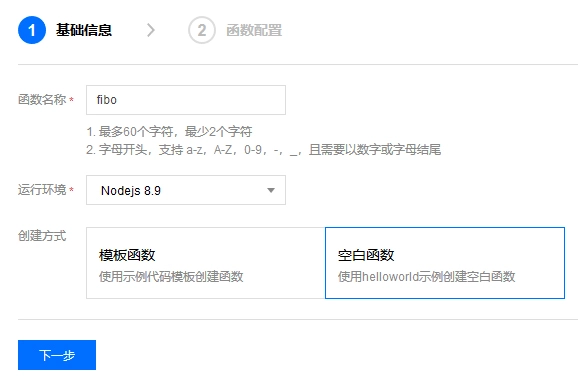 1 基础信息 > 2 函数配置
函数名称 * fibo
1. 最多60个字符，最少2个字符
2. 字母开头，支持 a-z，A-Z，0-9，-，_，且需要以数字或字母结尾
运行环境 * Nodejs 8.9
创建方式
模板函数
使用示例代码模板创建函数
空白函数
使用helloworld示例创建空白函数
下一步